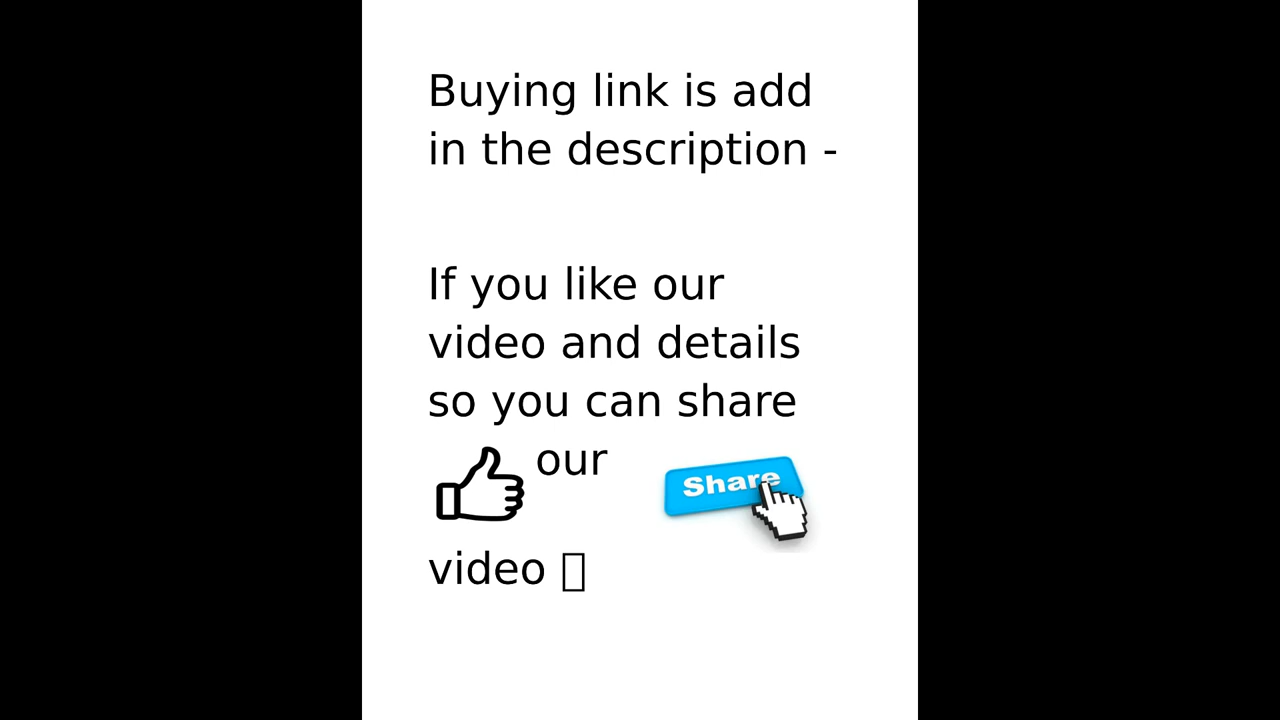 Buying link is add
in the description -
If you like our
video and details
so you can share
our
Share
video